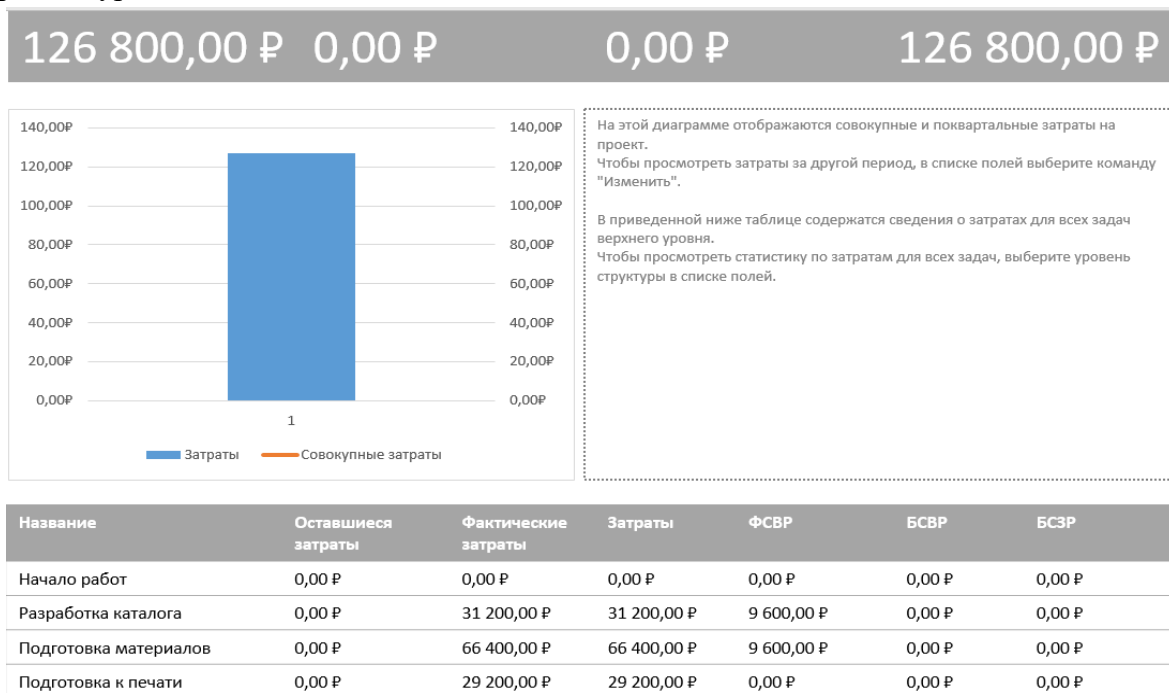 126 800,00 ₽ 0,00 ₽ 0,00 ₽ 126 800,00 ₽
140,00₽ 140,00₽
120,00₽ 120,00₽
100,00₽ 100,00₽
80,00₽ 80,00₽
60,00₽ 60,00₽
40,00₽ 40,00₽
20,00₽ 20,00₽
0,00₽ 0,00₽
1
Затраты Совокупные затраты
На этой диаграмме отображаются совокупные и поквартальные затраты на
проект.
Чтобы просмотреть затраты за другой период, в списке полей выберите команду
"Изменить".
В приведенной ниже таблице содержатся сведения о затратах для всех задач
верхнего уровня.
Чтобы просмотреть статистику по затратам для всех задач, выберите уровень
структуры в списке полей.
Название Оставшиеся затраты Фактические затраты Затраты ФСВР БСВР БСЗР
Начало работ 0,00 ₽ 0,00 ₽ 0,00 ₽ 0,00 ₽ 0,00 ₽ 0,00 ₽
Разработка каталога 0,00 ₽ 31 200,00 ₽ 31 200,00 ₽ 9 600,00 ₽ 0,00 ₽ 0,00 ₽
Подготовка материалов 0,00 ₽ 66 400,00 ₽ 66 400,00 ₽ 9 600,00 ₽ 0,00 ₽ 0,00 ₽
Подготовка к печати 0,00 ₽ 29 200,00 ₽ 29 200,00 ₽ 0,00 ₽ 0,00 ₽ 0,00 ₽